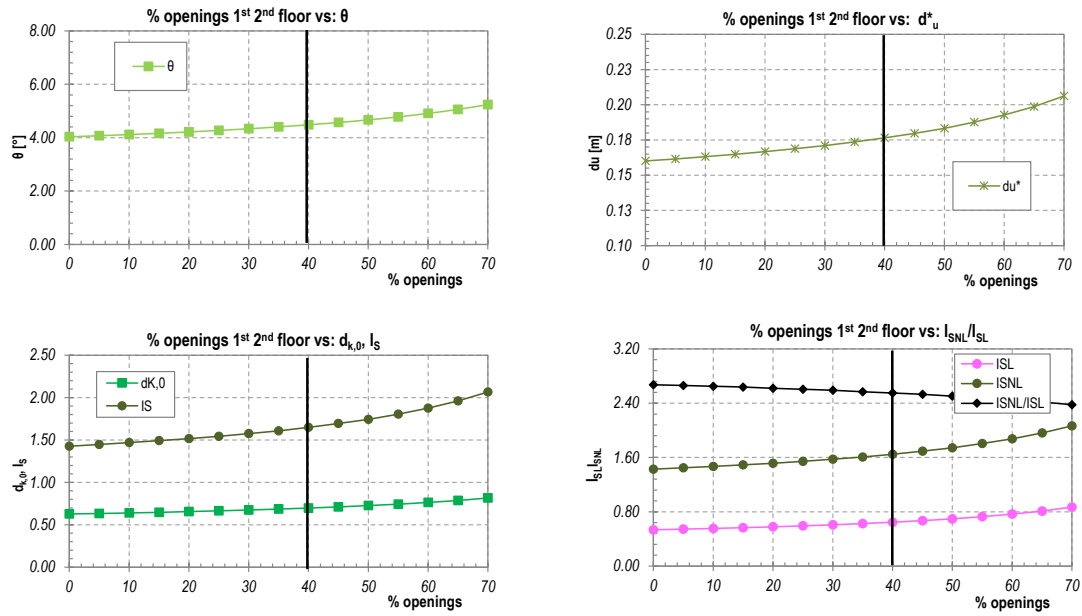 % openings 1st 2nd floor vs: θ
8.00
6.00
4.00
2.00
0.00
θ [°]
θ
0 10 20 30 40 50 60 70
% openings
% openings 1st 2nd floor vs: d*u
0.25
0.23
0.20
0.18
0.15
0.13
0.10
du [m]
du*
0 10 20 30 40 50 60 70
% openings
% openings 1st 2nd floor vs: dk,0, IS
2.50
2.00
1.50
1.00
0.50
0.00
dk,0, IS
dK,0
IS
0 10 20 30 40 50 60 70
% openings
% openings 1st 2nd floor vs: ISNL/ISL
3.20
2.40
1.60
0.80
0.00
ISLISNL
ISL
ISNL
ISNL/ISL
0 10 20 30 40 50 60 70
% openings